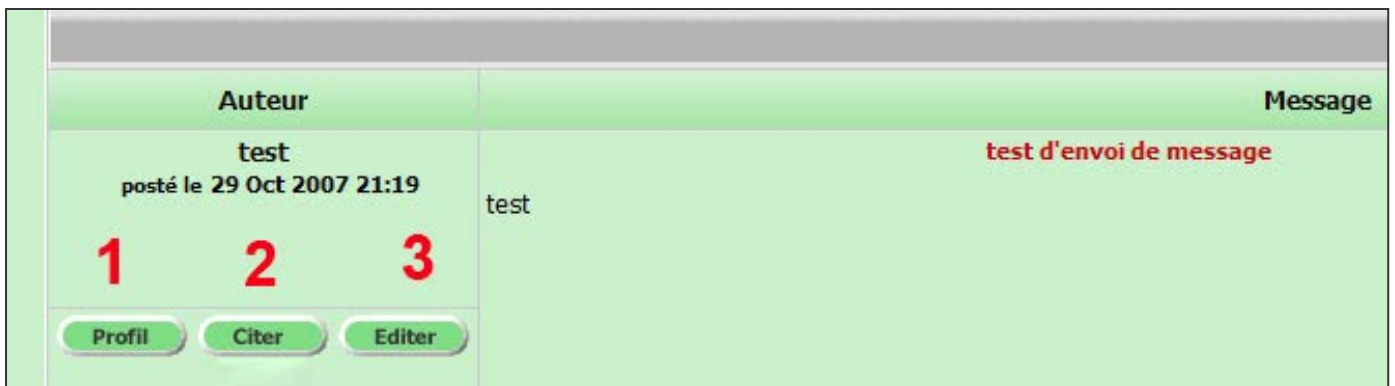 Auteur
Message
test
posté le 29 Oct 2007 21:19
test d'envoi de message
test
1 2 3
Profil Citer Editer